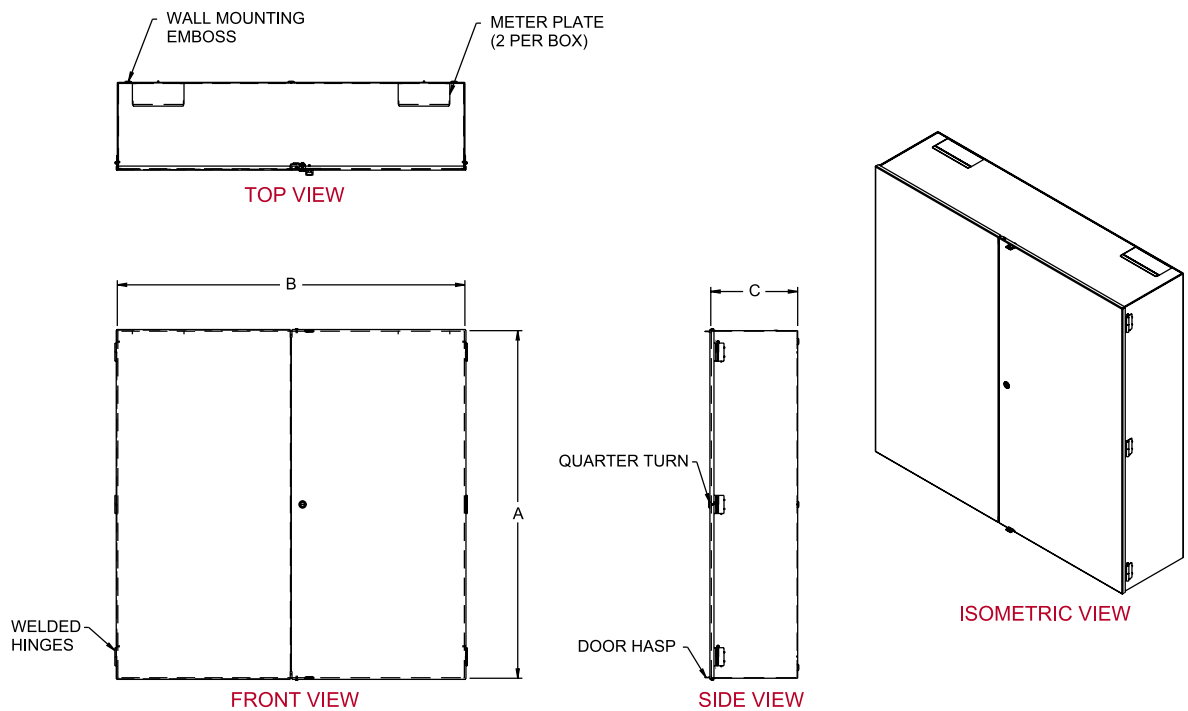 WALL MOUNTING
EMBOSS
METER PLATE
(2 PER BOX)
TOP VIEW
B
C
A
QUARTER TURN
WELDED
HINGES
DOOR HASP
FRONT VIEW
SIDE VIEW
ISOMETRIC VIEW